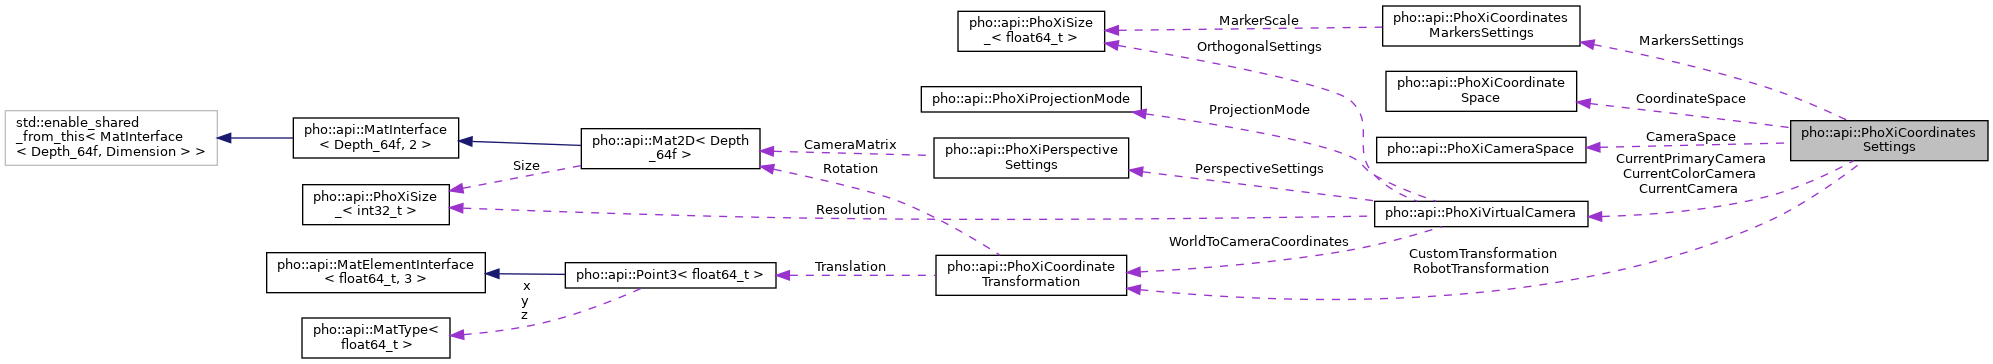 std::enable_shared
_from_this< MatInterface
< Depth_64f, Dimension > >
pho::api::MatInterface
< Depth_64f, 2 >
pho::api::PhoXiSize
_< int32_t >
pho::api::MatElementInterface
< float64_t, 3 >
pho::api::MatType<
float64_t >
Size
x
y
z
pho::api::Mat2D< Depth
_64f >
pho::api::Point3< float64_t >
CameraMatrix
Rotation
Resolution
Translation
pho::api::PhoXiSize
_< float64_t >
pho::api::PhoXiProjectionMode
pho::api::PhoXiPerspective
Settings
pho::api::PhoXiCoordinate
Transformation
MarkerScale
OrthogonalSettings
ProjectionMode
PerspectiveSettings
WorldToCameraCoordinates
pho::api::PhoXiCoordinates
MarkersSettings
pho::api::PhoXiCoordinate
Space
pho::api::PhoXiCameraSpace
pho::api::PhoXiVirtualCamera
MarkersSettings
CoordinateSpace
CameraSpace
CurrentPrimaryCamera
CurrentColorCamera
CurrentCamera
CustomTransformation
RobotTransformation
pho::api::PhoXiCoordinates
Settings